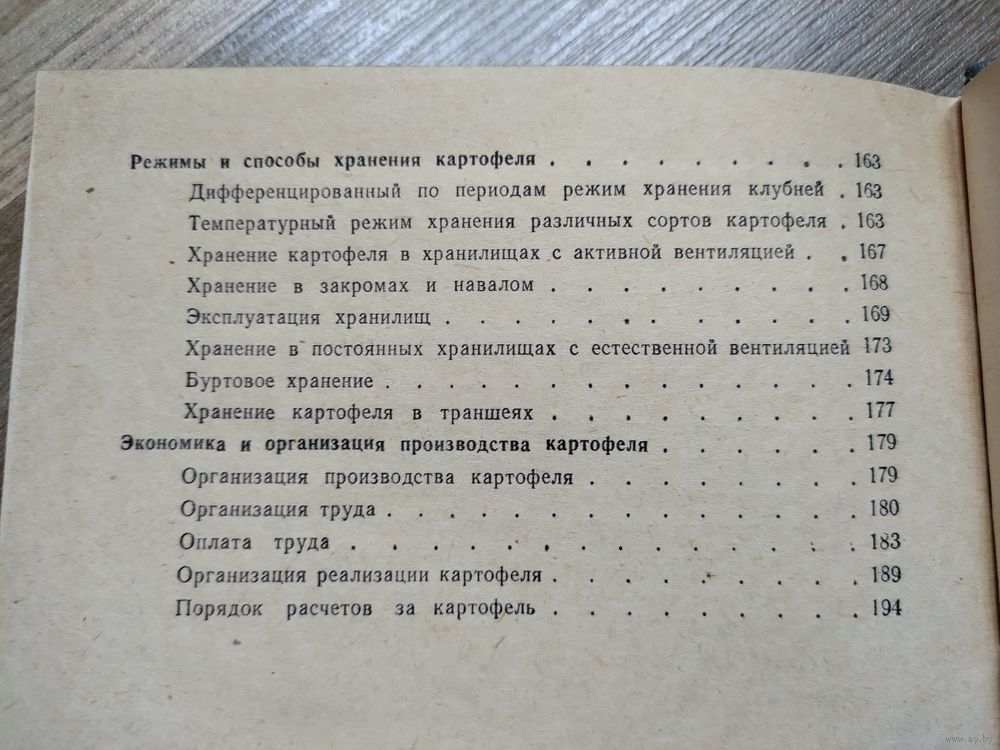 Режимы и способы хранения картофеля . . . . . . . . 163
Дифференцированный по периодам режим хранения клубней . 163
Температурный режим хранения различных сортов картофеля . 163
Хранение картофеля в хранилищах с активной вентиляцией . . 167
Хранение в закромах и навалом . . . . . . . . . 168
Эксплуатация хранилищ . . . . . . . . . . . . 169
Хранение в постоянных хранилищах с естественной вентиляцией 173
Буртовое хранение . . . . . . . . . . . . . 174
Хранение картофеля в траншеях . . . . . . . . . 177
Экономика и организация производства картофеля . . . . . . 179
Организация производства картофеля . . . . . . . . 179
Организация труда . . . . . . . . . . . . . . 180
Оплата труда . . . . . . . . . . . . . . 183
Организация реализации картофеля . . . . . . . . . 189
Порядок расчетов за картофель . . . . . . . . . 194
www.ay.by